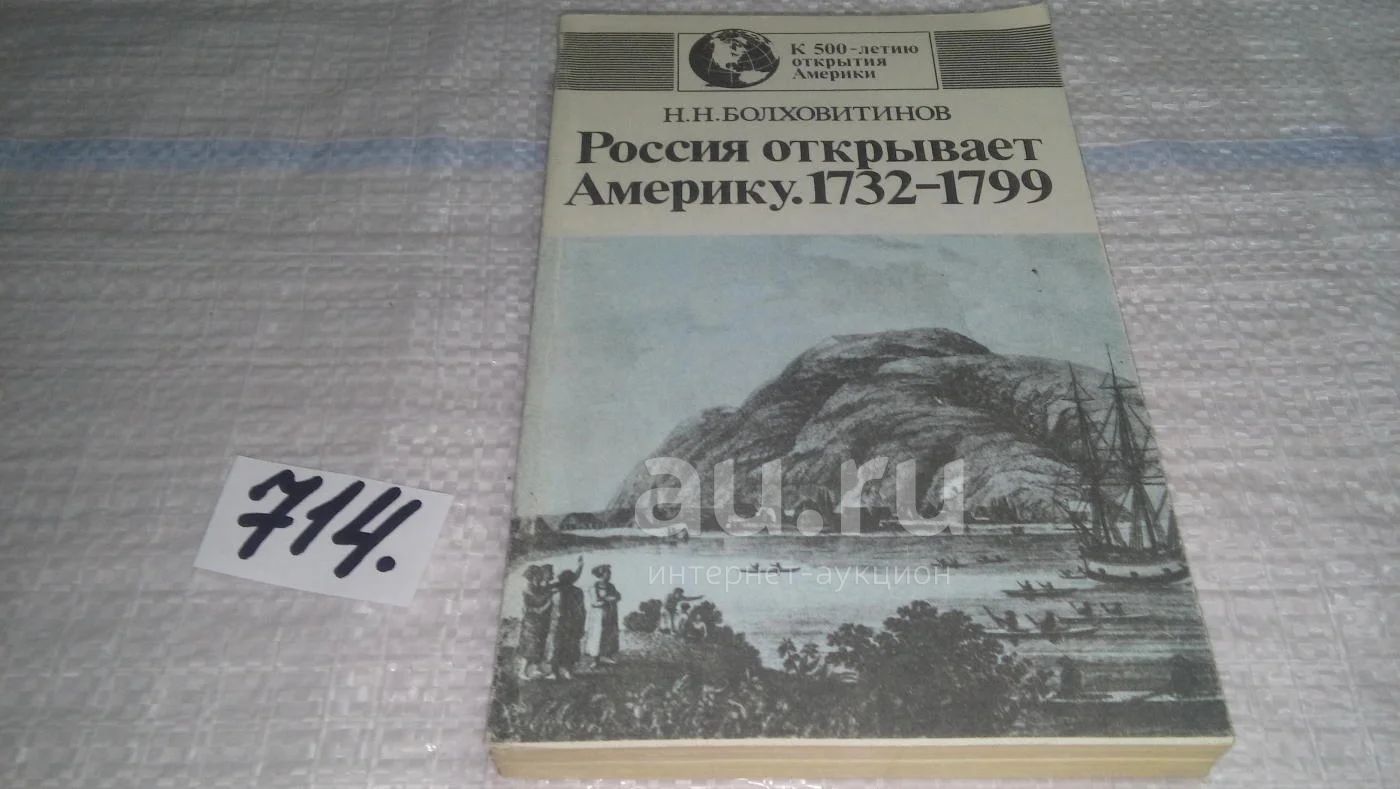 К 500-летию
открытия
Америки
Н.Н.БОЛХОВИТИНОВ
Россия открывает
Америку.1732-1799
714.
au.ru
интернет-аукцион